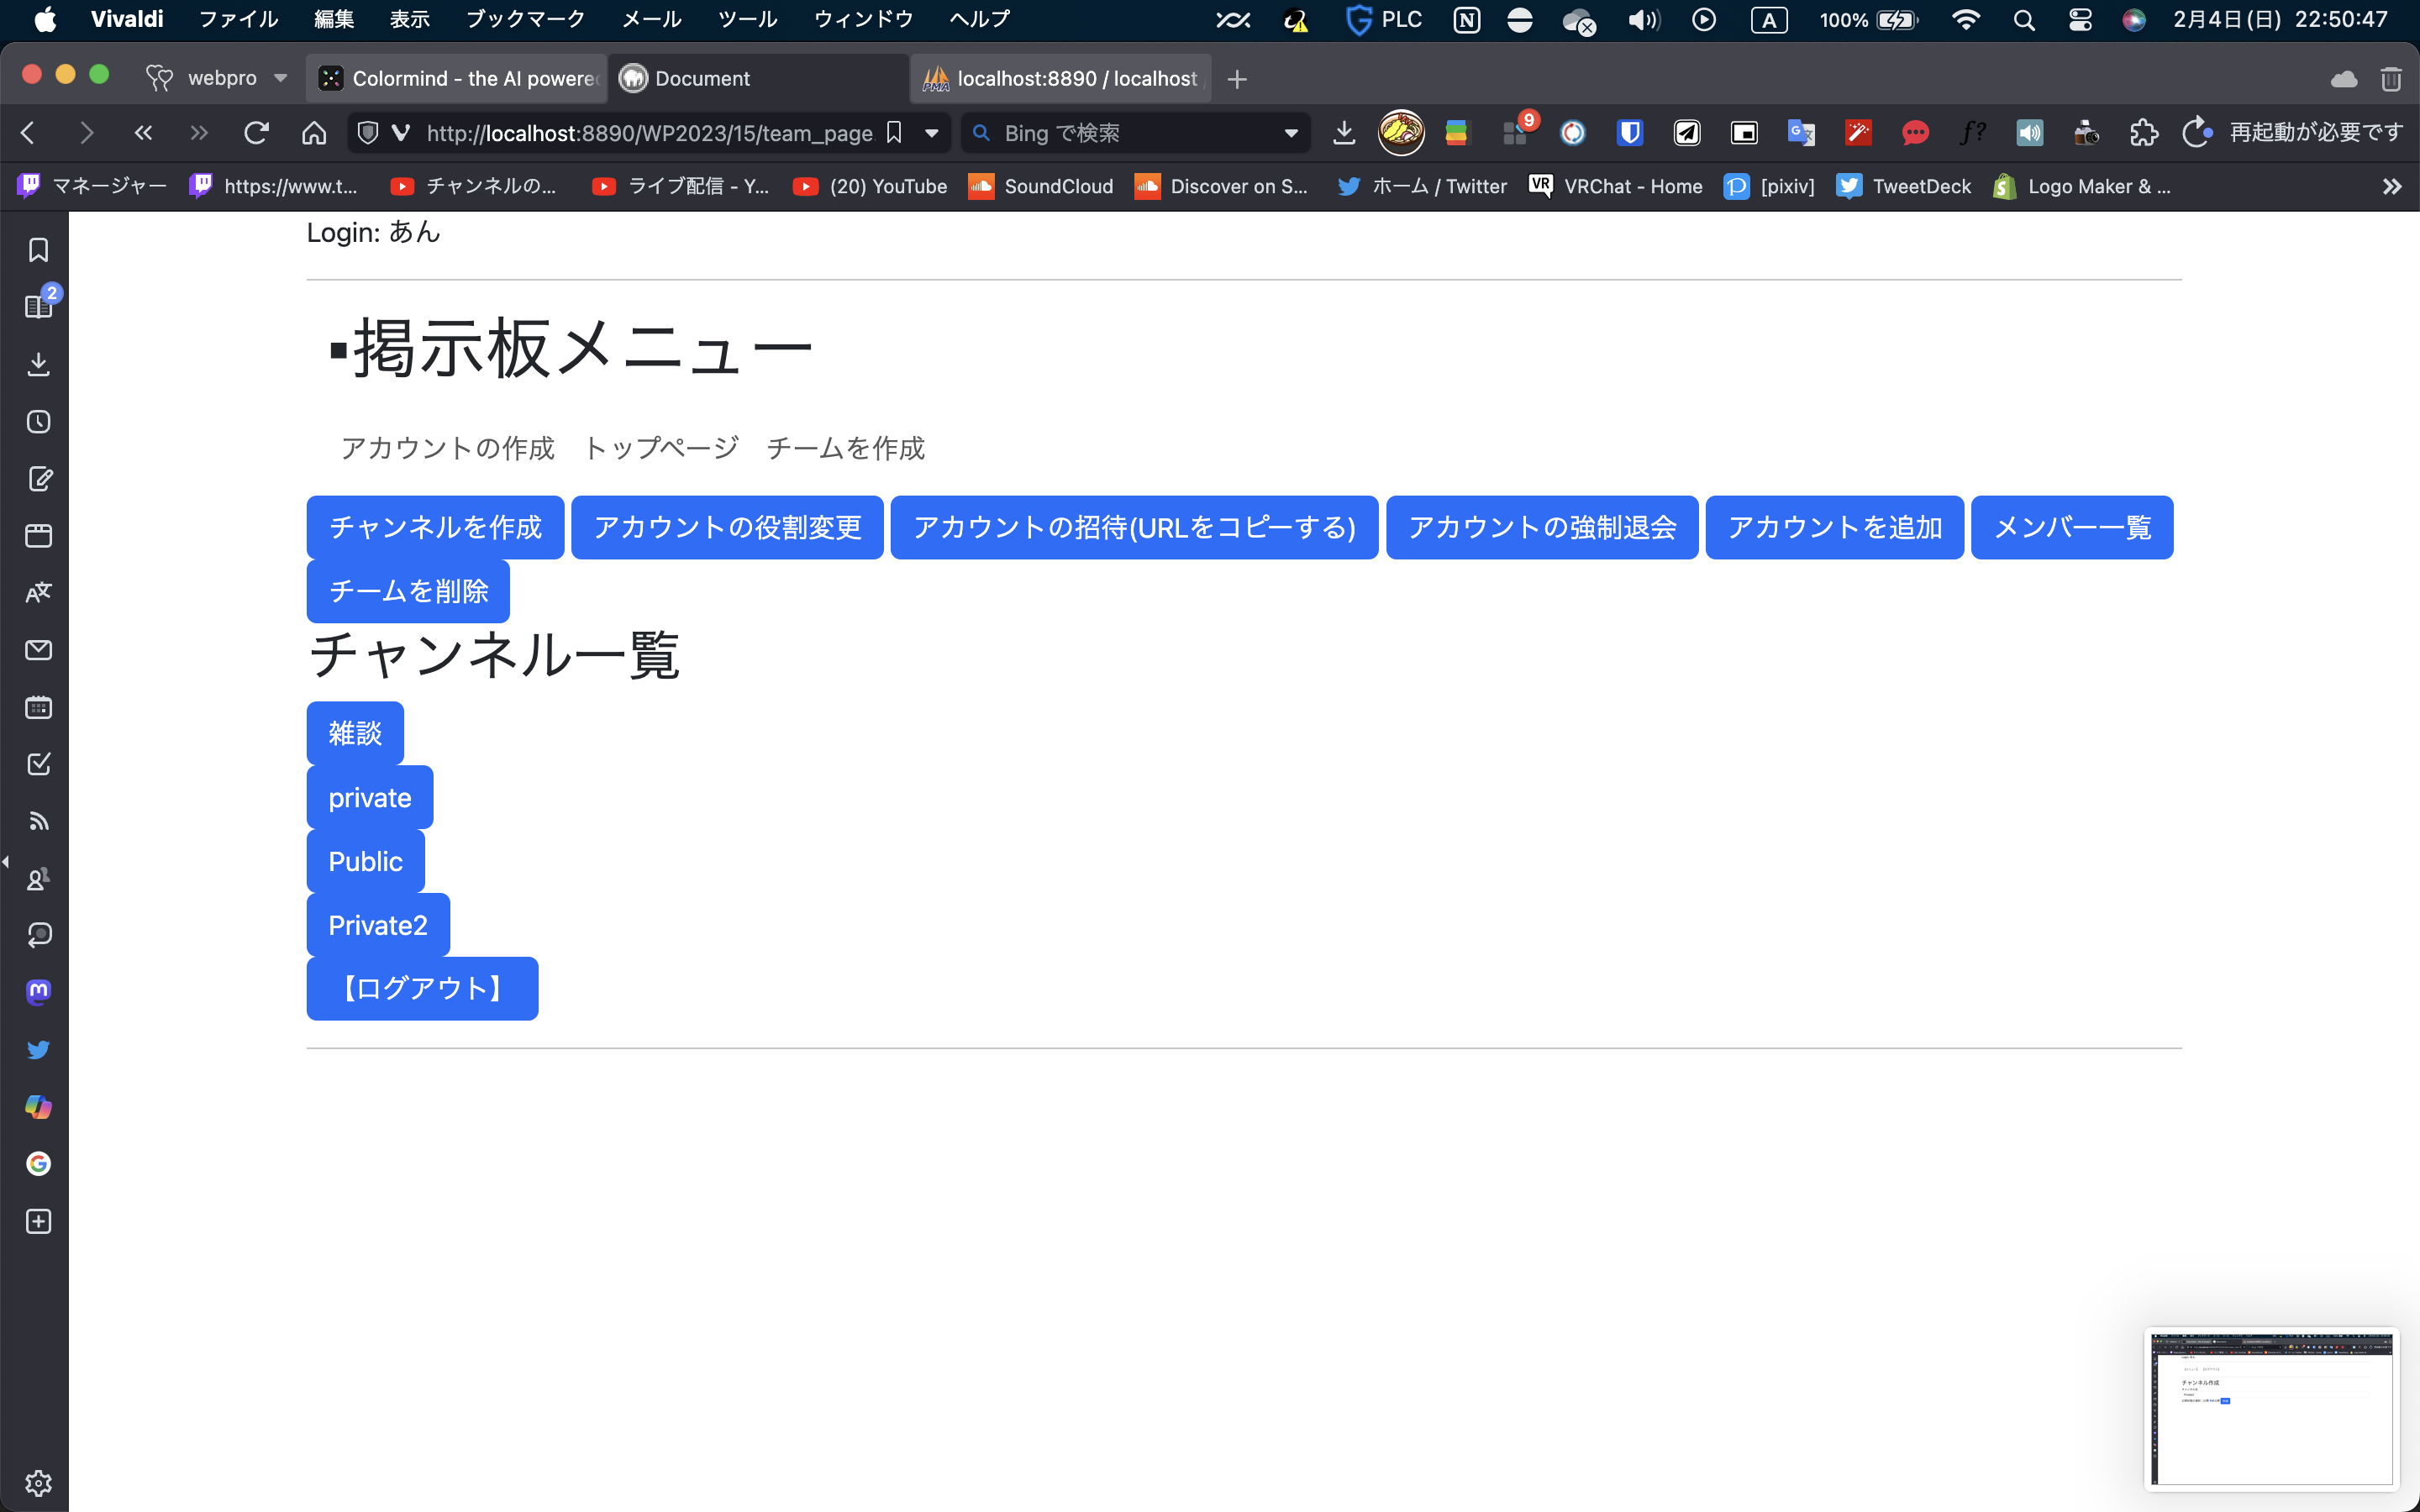 Vivaldi ファイル 編集 表示 ブックマーク メール ツール ウィンドウ ヘルプ PLC A 100% 2月4日(日) 22:50:47
webpro Colormind - the AI powere Document localhost:8890 / localhost
http://localhost:8890/WP2023/15/team_page Bing で検索 9 再起動が必要です
マネージャー https://www.t... チャンネルの... ライブ配信 - Y... (20) YouTube SoundCloud Discover on S... ホーム / Twitter VRChat - Home [pixiv] TweetDeck Logo Maker & ...
2
Login: あん
▪掲示板メニュー
アカウントの作成 トップページ チームを作成
チャンネルを作成 アカウントの役割変更 アカウントの招待(URLをコピーする) アカウントの強制退会 アカウントを追加 メンバー一覧
チームを削除
チャンネル一覧
雑談
private
Public
Private2
【ログアウト】
チャンネル作成